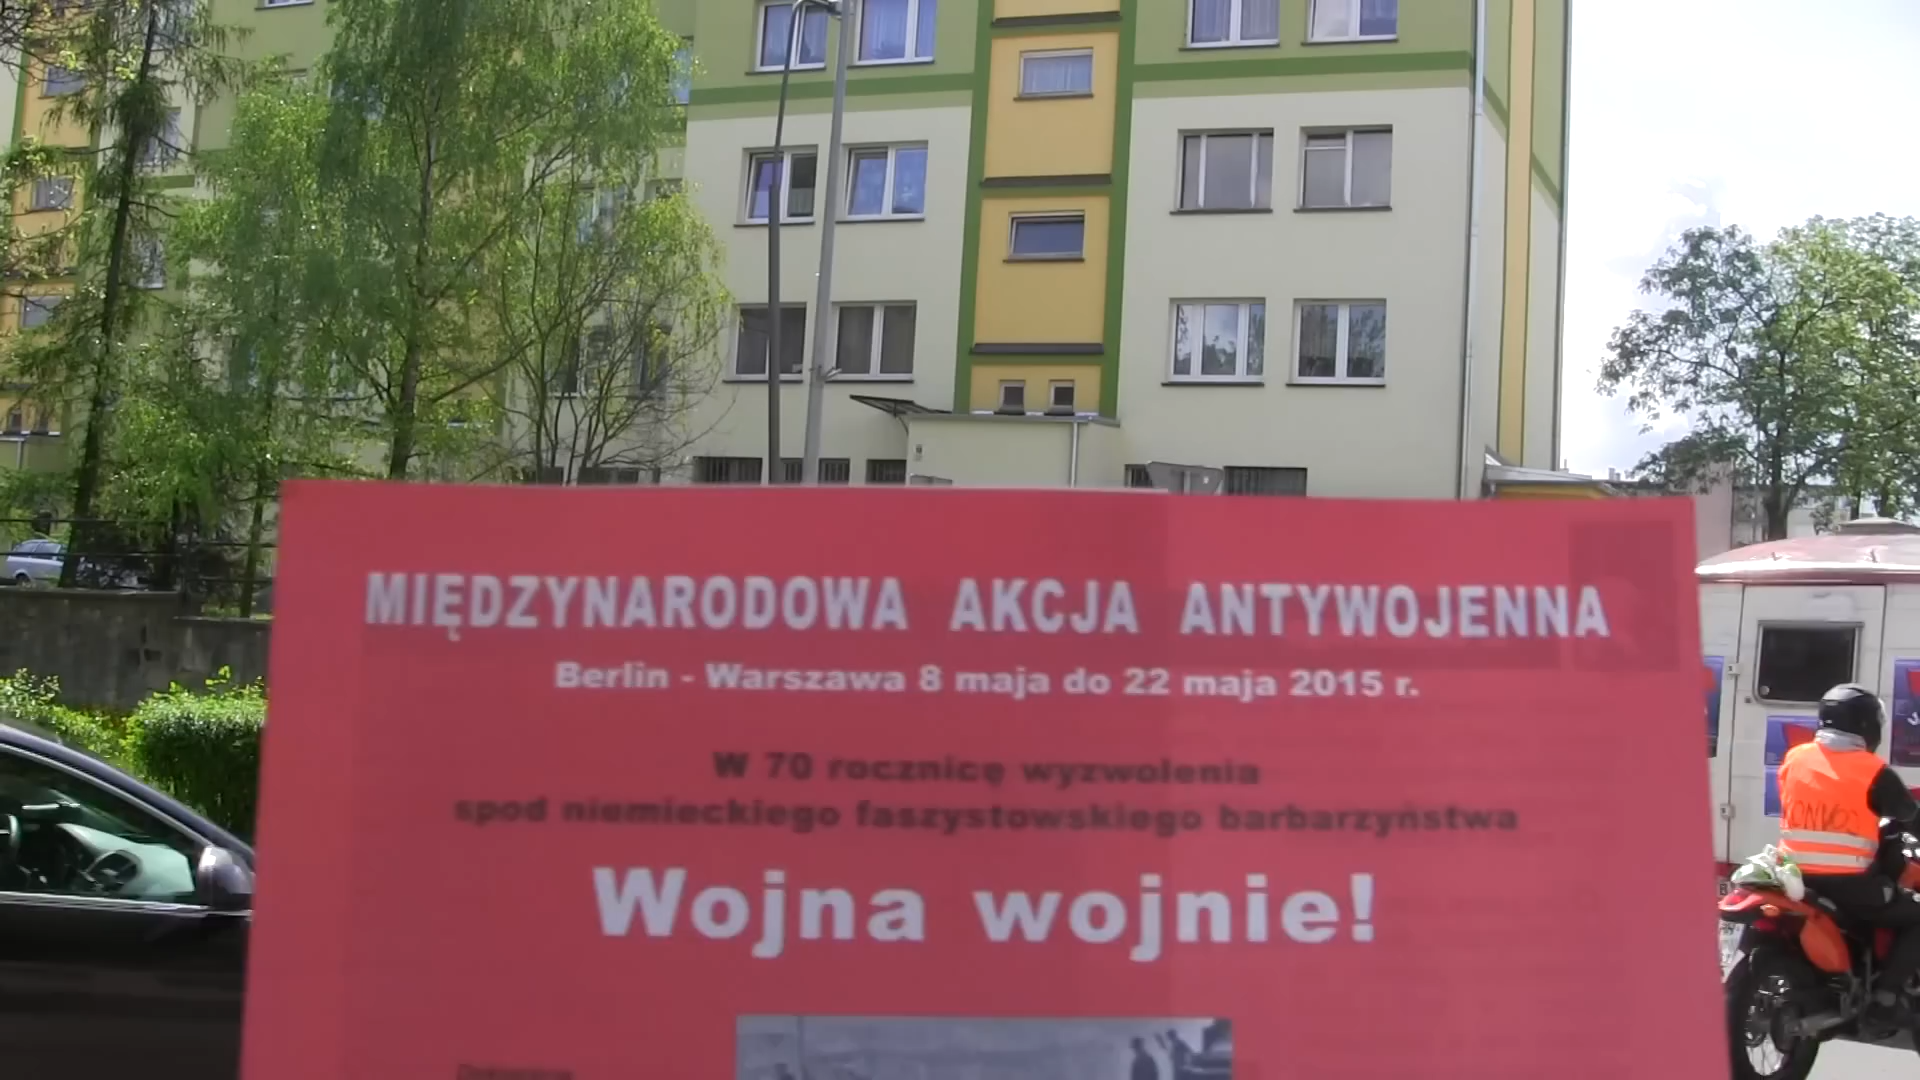 MIĘDZYNARODOWA AKCJA ANTYWOJENNA
Berlin - Warszawa 8 maja do 22 maja 2015 r.
W 70 rocznicę wyzwolenia
spod niemieckiego faszystowskiego barbarzyństwa
Wojna wojnie!
KONVOI